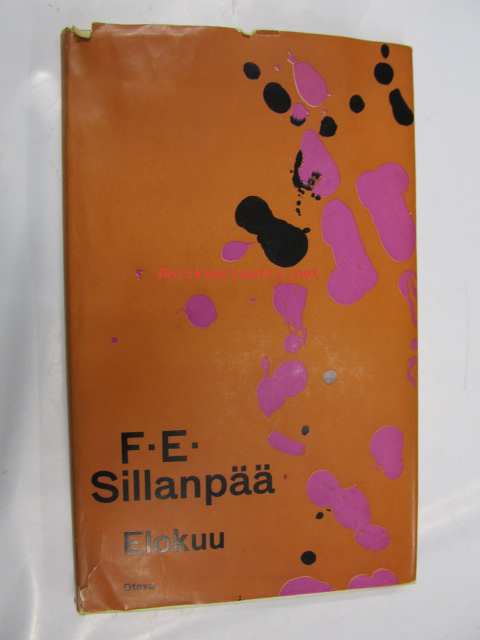 F. E.
Sillanpää
Elokuu
Otava